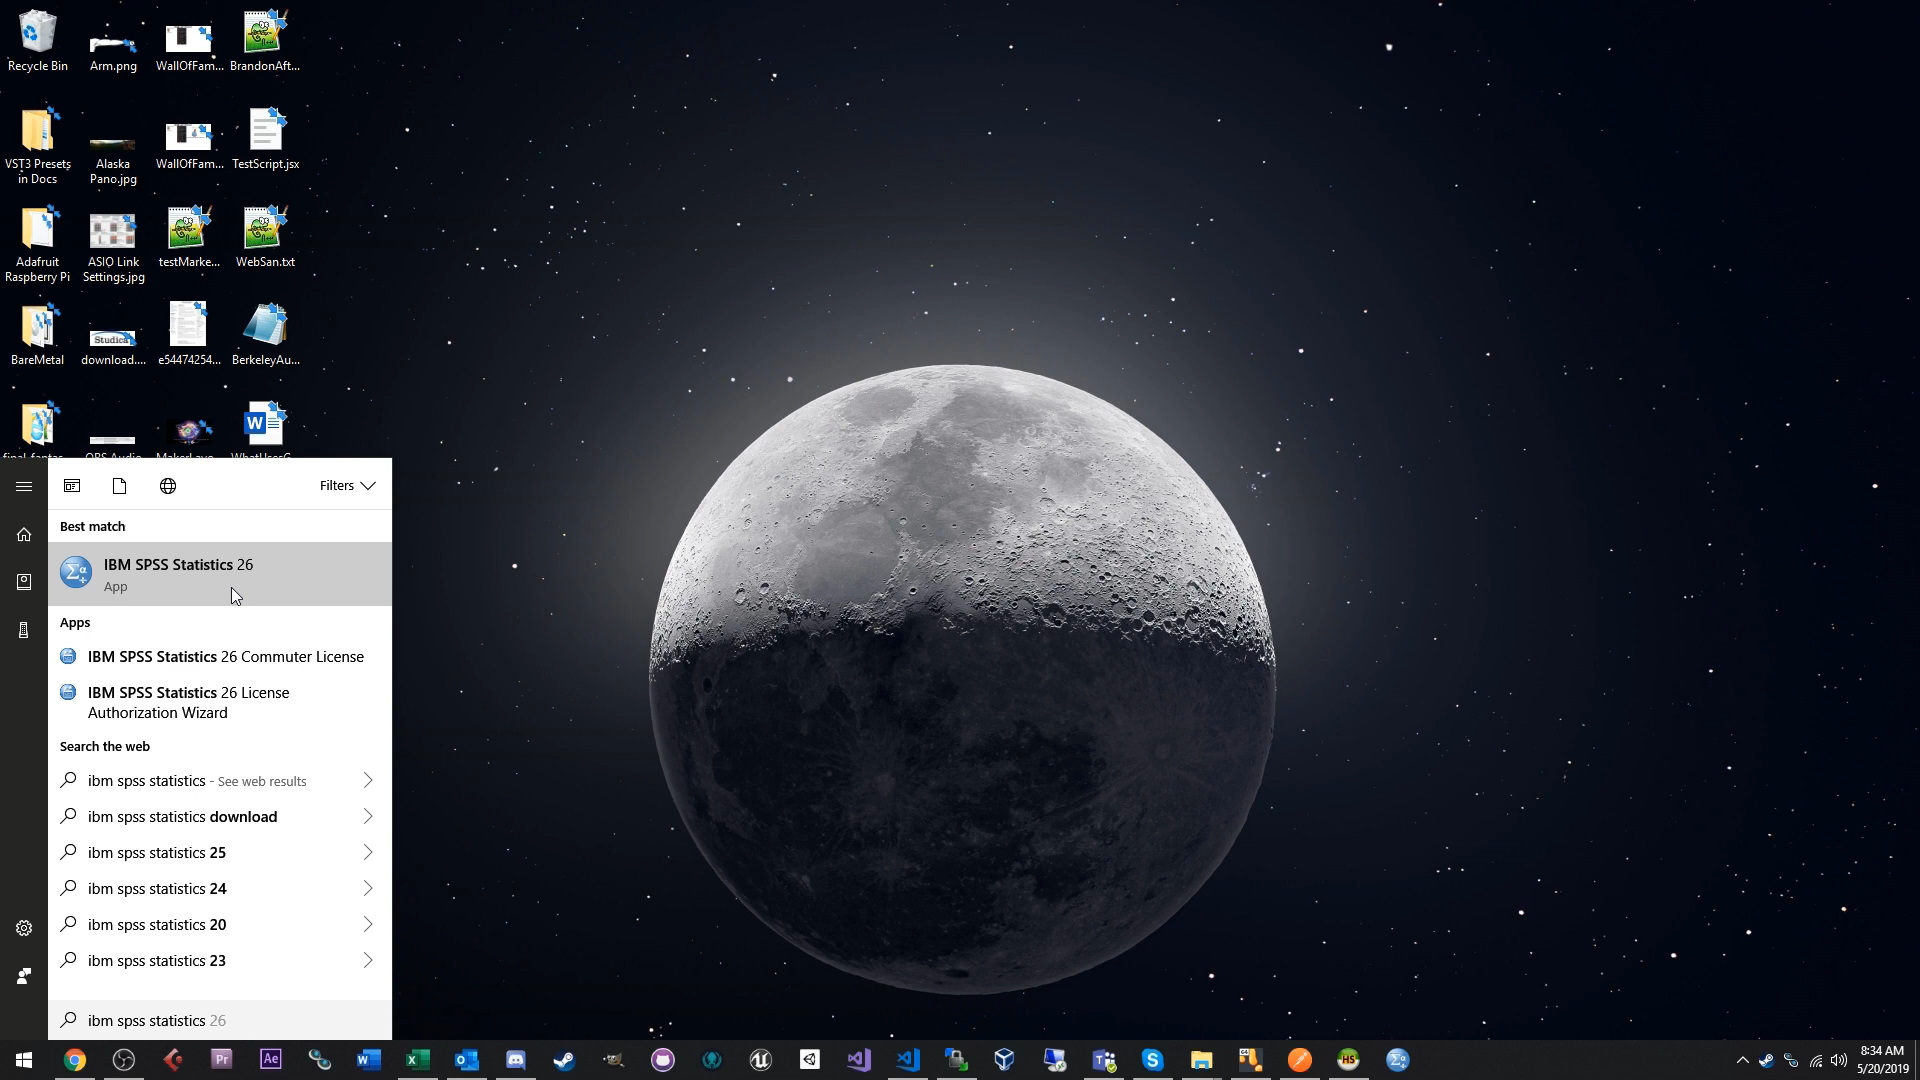 Recycle Bin
Arm.png
WallOfFam...
BrandonAft...
VST3 Presets
in Docs
Alaska
Pano.jpg
WallOfFam...
TestScript.jsx
Adafruit
Raspberry Pi
ASIO Link
Settings.jpg
testMarke...
WebSan.txt
BareMetal
Studica
download....
e54474254...
BerkeleyAu...
Filters
Best match
IBM SPSS Statistics 26
App
Apps
IBM SPSS Statistics 26 Commuter License
IBM SPSS Statistics 26 License
Authorization Wizard
Search the web
ibm spss statistics - See web results
ibm spss statistics download
ibm spss statistics 25
ibm spss statistics 24
ibm spss statistics 20
ibm spss statistics 23
ibm spss statistics 26
Pr
Ae
HS
8:34 AM
5/20/2019